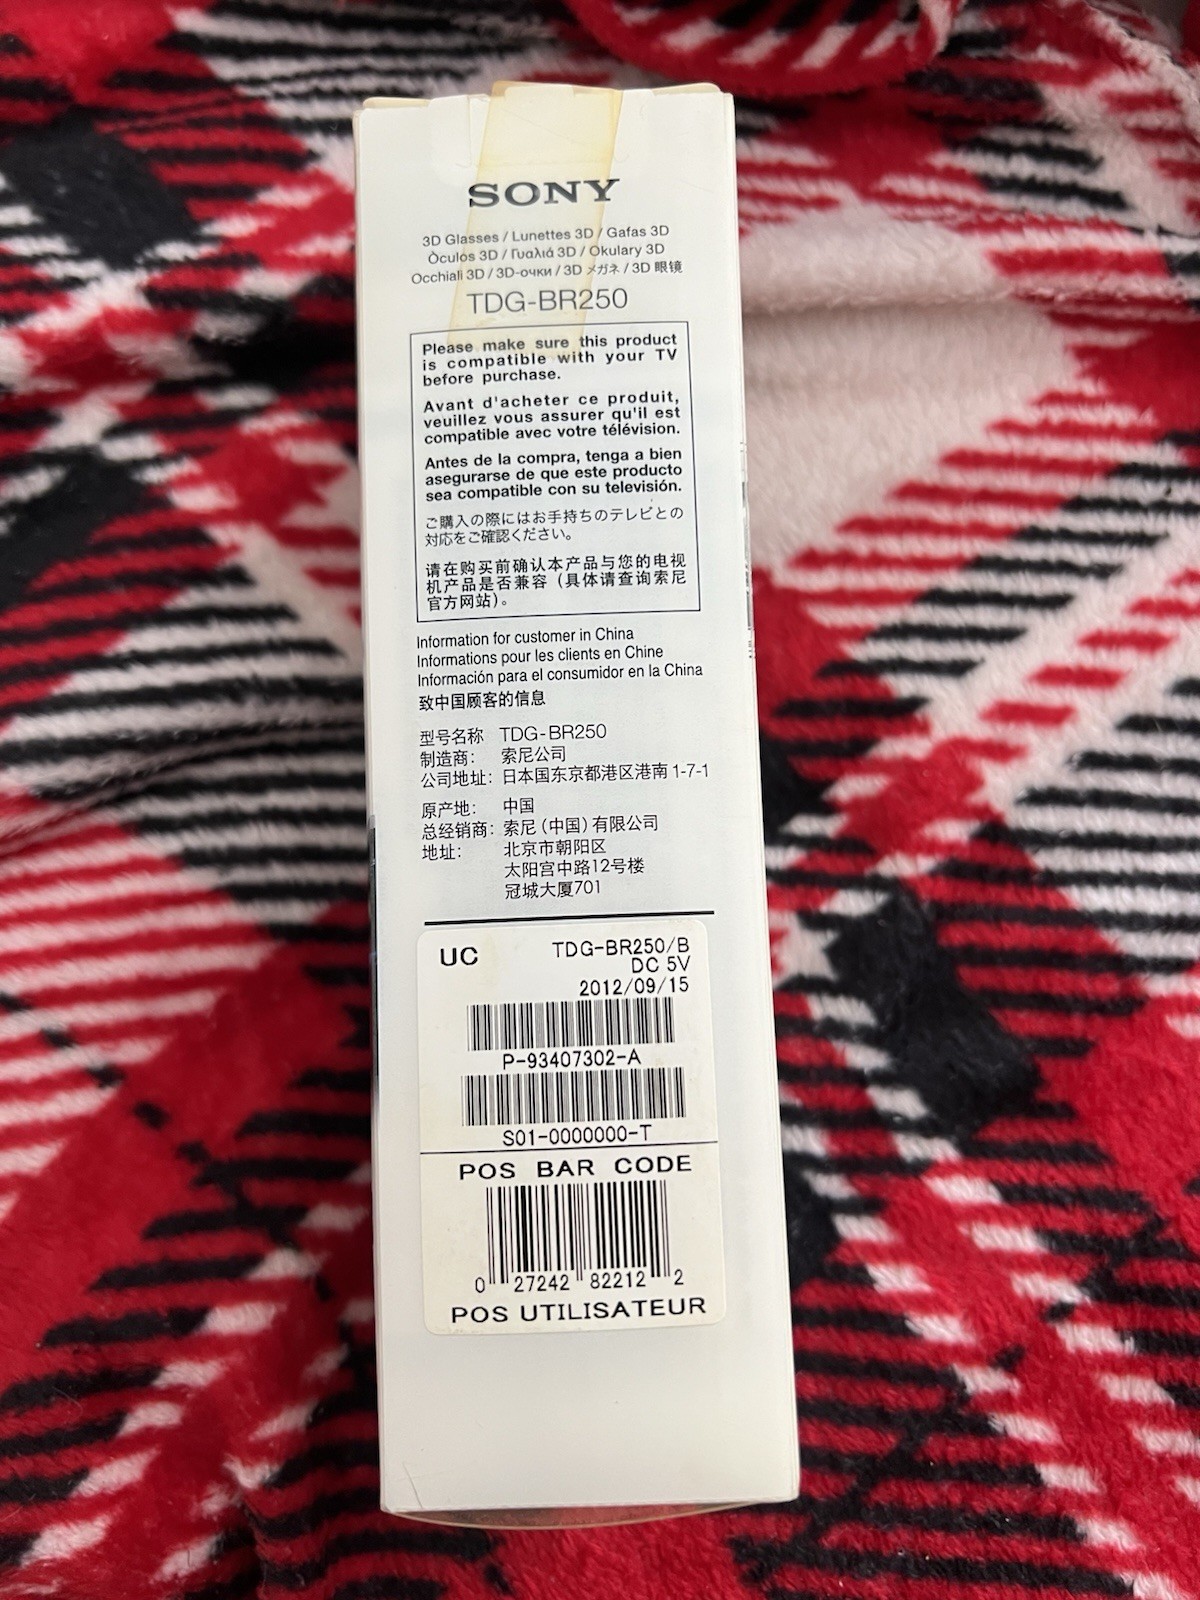 SONY
3D Glasses / Lunettes 3D / Gafas 3D
Óculos 3D / Γυαλιά 3D / Okulary 3D
Occhiali 3D / 3D-очки / 3D メガネ / 3D 眼镜
TDG-BR250
Please make sure this product
is compatible with your TV
before purchase.
Avant d'acheter ce produit,
veuillez vous assurer qu'il est
compatible avec votre télévision.
Antes de la compra, tenga a bien
asegurarse de que este producto
sea compatible con su televisión.
ご購入の際にはお手持ちのテレビとの
対応をご確認ください。
请在购买前确认本产品与您的电视
机产品是否兼容（具体请查询索尼
官方网站）。
Information for customer in China
Informations pour les clients en Chine
Información para el consumidor en la China
致中国顾客的信息
型号名称 TDG-BR250
制造商： 索尼公司
公司地址： 日本国东京都港区港南 1-7-1
原产地： 中国
总经销商： 索尼（中国）有限公司
地址： 北京市朝阳区
太阳宫中路12号楼
冠城大厦701
UC TDG-BR250/B
DC 5V
2012/09/15
P-93407302-A
S01-0000000-T
POS BAR CODE
0 27242 82212 2
POS UTILISATEUR